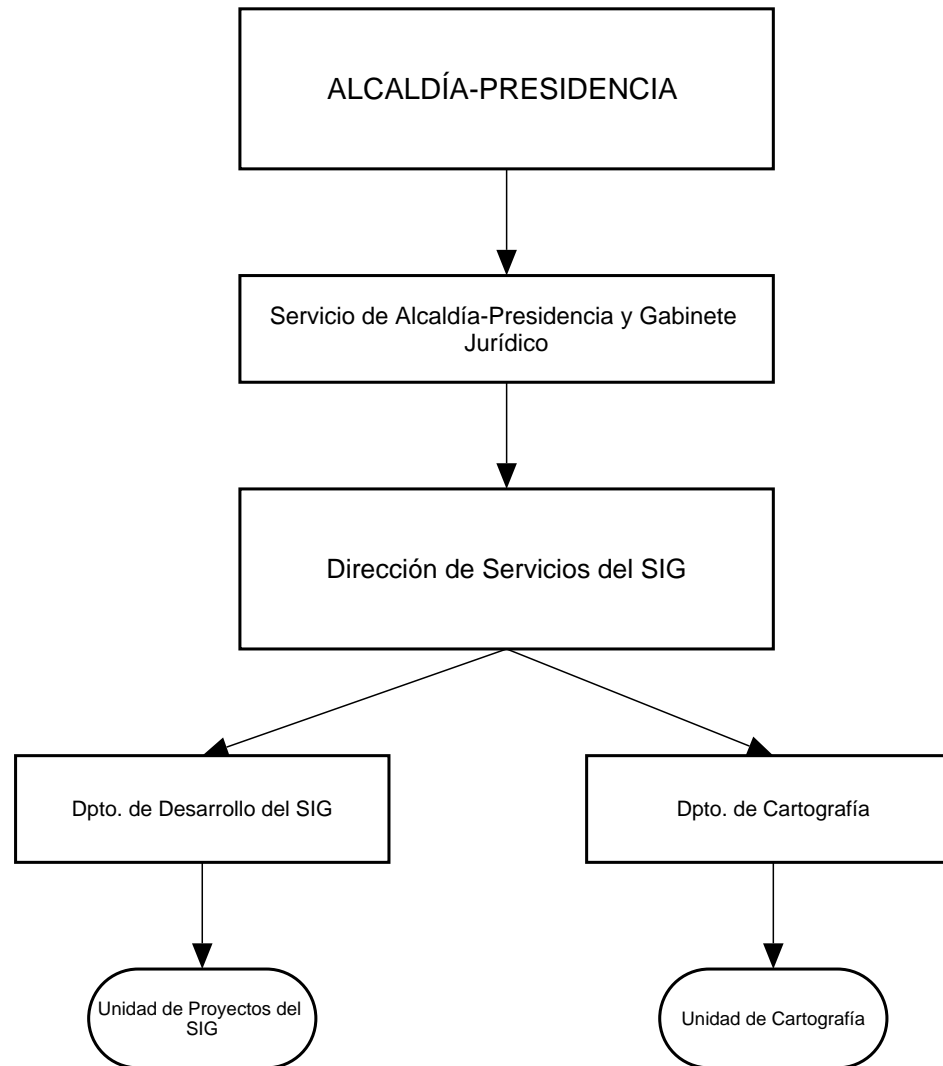 ALCALDÍA-PRESIDENCIA
Servicio de Alcaldía-Presidencia y Gabinete
Jurídico
Dirección de Servicios del SIG
Dpto. de Desarrollo del SIG
Dpto. de Cartografía
Unidad de Proyectos del
SIG
Unidad de Cartografía